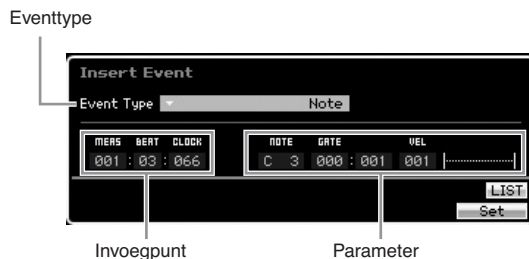 Eventtype
Insert Event
Event Type Note
MEAS BEAT CLOCK NOTE GATE VEL
001 : 03 : 066 C 3 000 : 001 001
LIST
Set
Invoegpunt Parameter